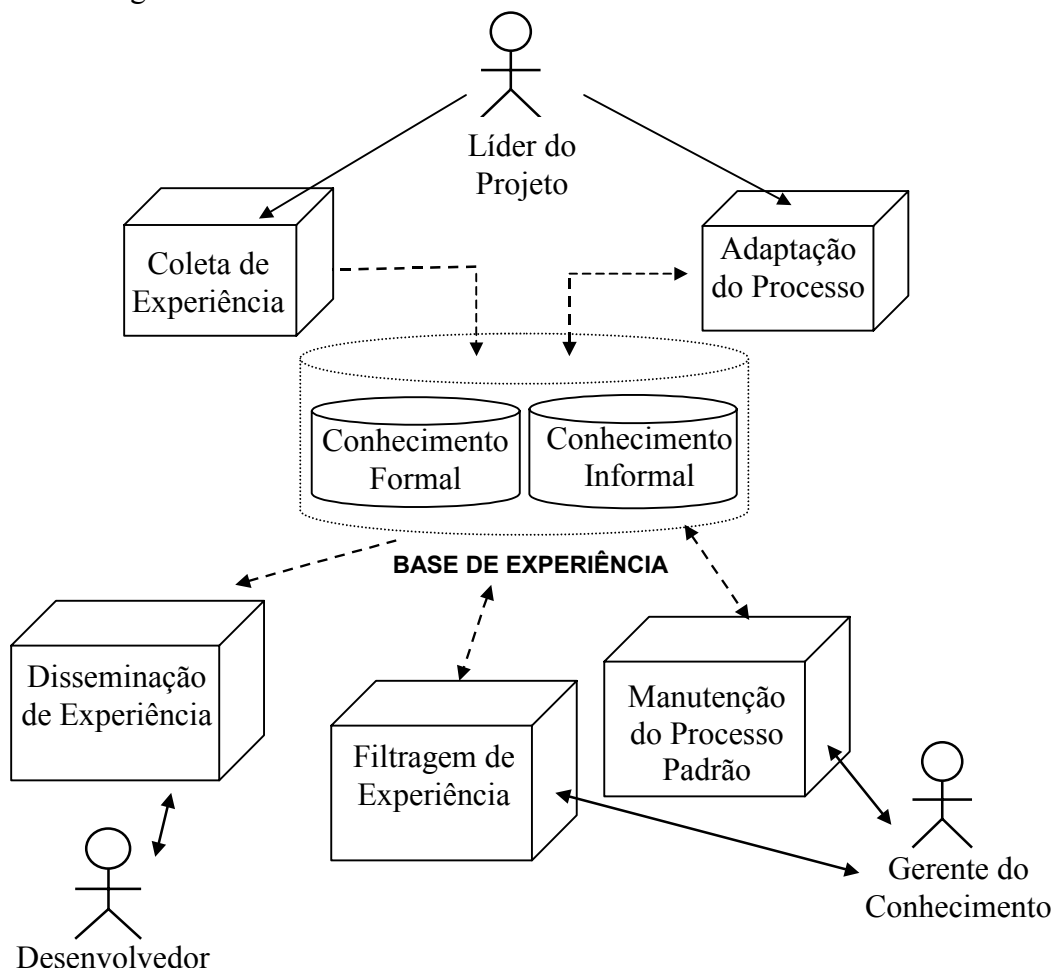 Líder do
Projeto
Coleta de
Experiência
Adaptação
do Processo
Conhecimento
Formal
Conhecimento
Informal
BASE DE EXPERIÊNCIA
Disseminação
de Experiência
Filtragem de
Experiência
Manutenção
do Processo
Padrão
Gerente do
Conhecimento
Desenvolvedor